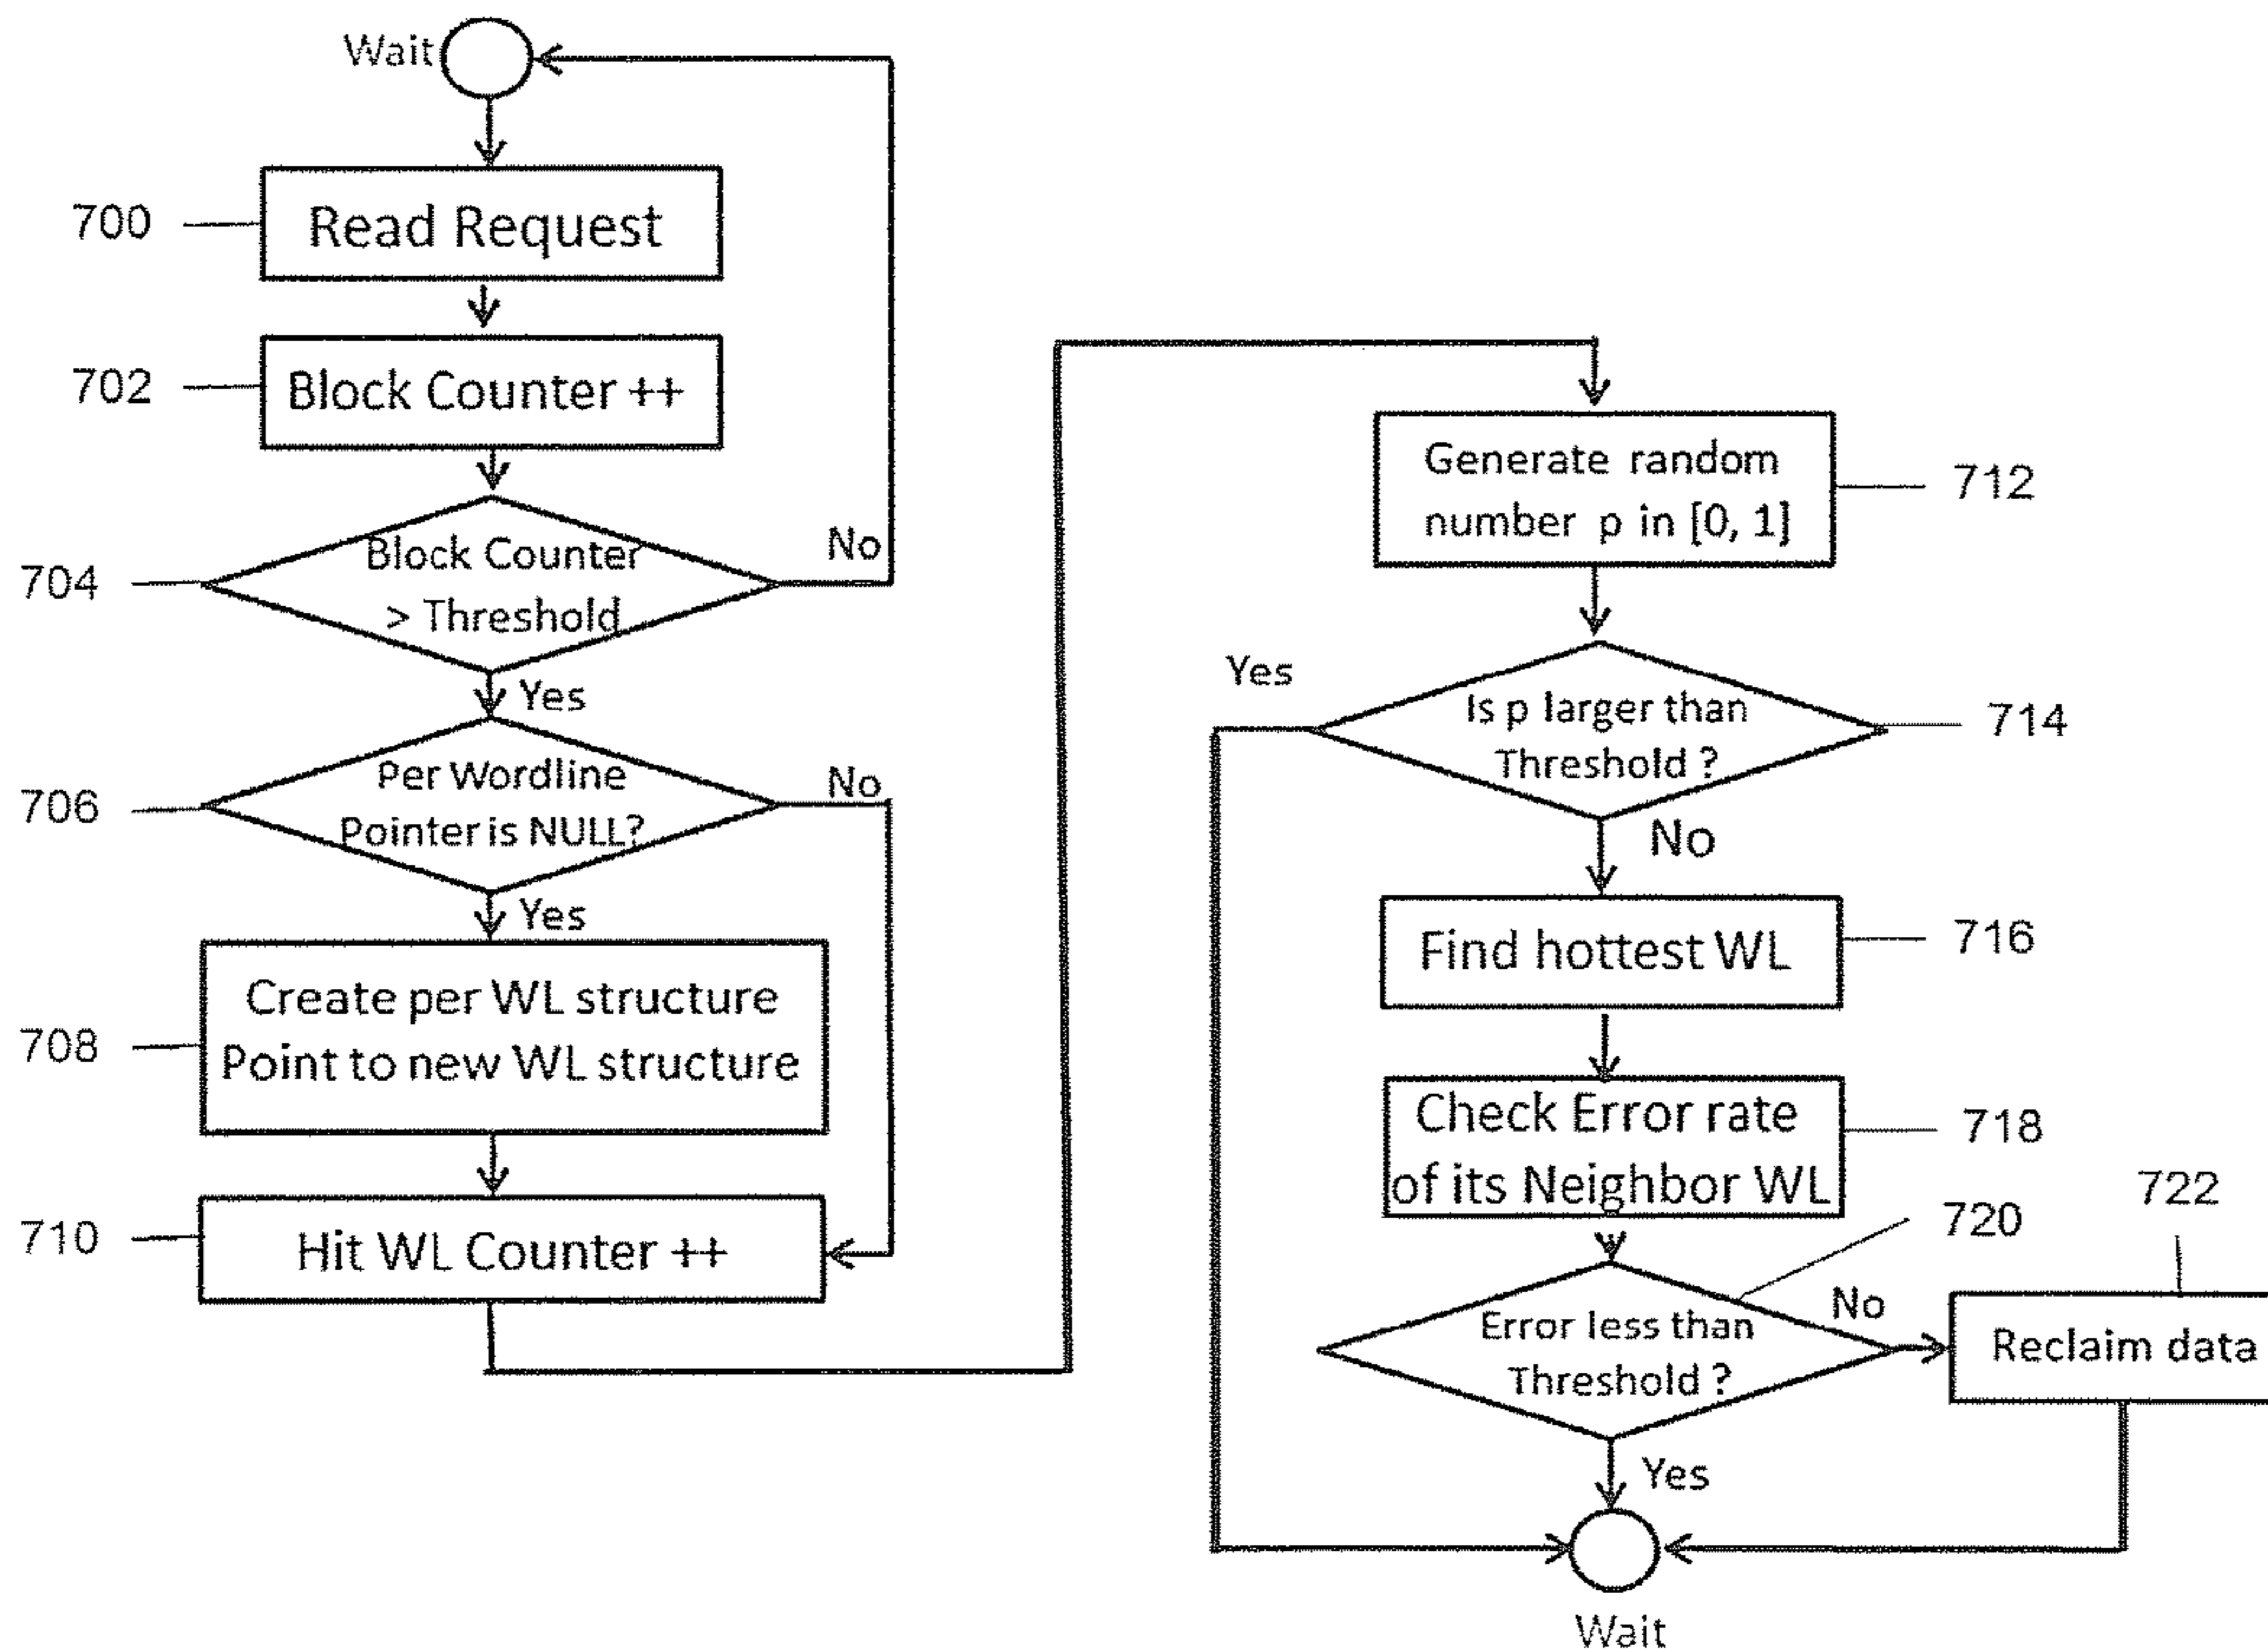 Wait
700
Read Request
702
Block Counter ++
704
Block Counter
> Threshold
No
Yes
706
Per Wordline
Pointer is NULL?
No
Yes
708
Create per WL structure
Point to new WL structure
710
Hit WL Counter ++
Generate random
number p in [0, 1]
712
Yes
Is p larger than
Threshold ?
714
No
Find hottest WL
716
Check Error rate
of its Neighbor WL
718
720
722
Error less than
Threshold ?
No
Reclaim data
Yes
Wait